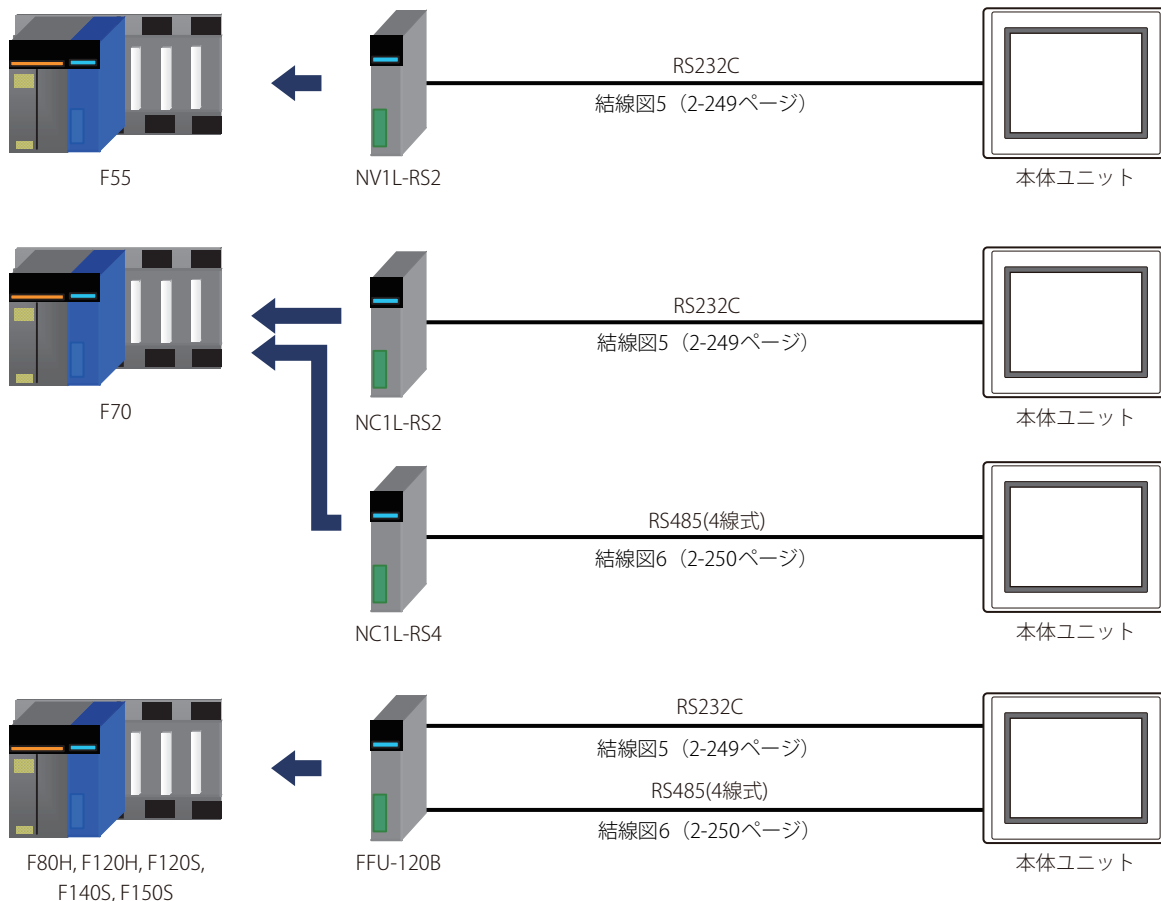 RS232C
結線図5（2-249ページ）
F55
NV1L-RS2
本体ユニット
RS232C
結線図5（2-249ページ）
F70
NC1L-RS2
本体ユニット
RS485(4線式)
結線図6（2-250ページ）
NC1L-RS4
本体ユニット
RS232C
結線図5（2-249ページ）
RS485(4線式)
結線図6（2-250ページ）
F80H, F120H, F120S,
F140S, F150S
FFU-120B
本体ユニット